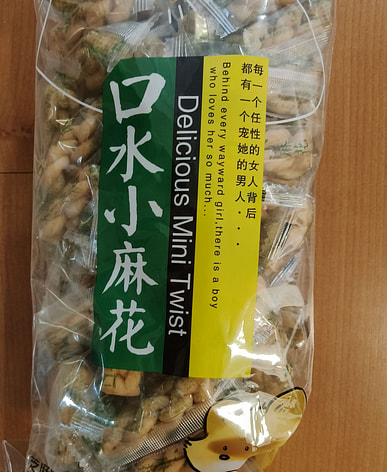 口水小麻花
Delicious Mini Twist
每一个任性的女人背后
都有一个宠她的男人...
Behind every wayward girl,there is a boy
who loves her so much...